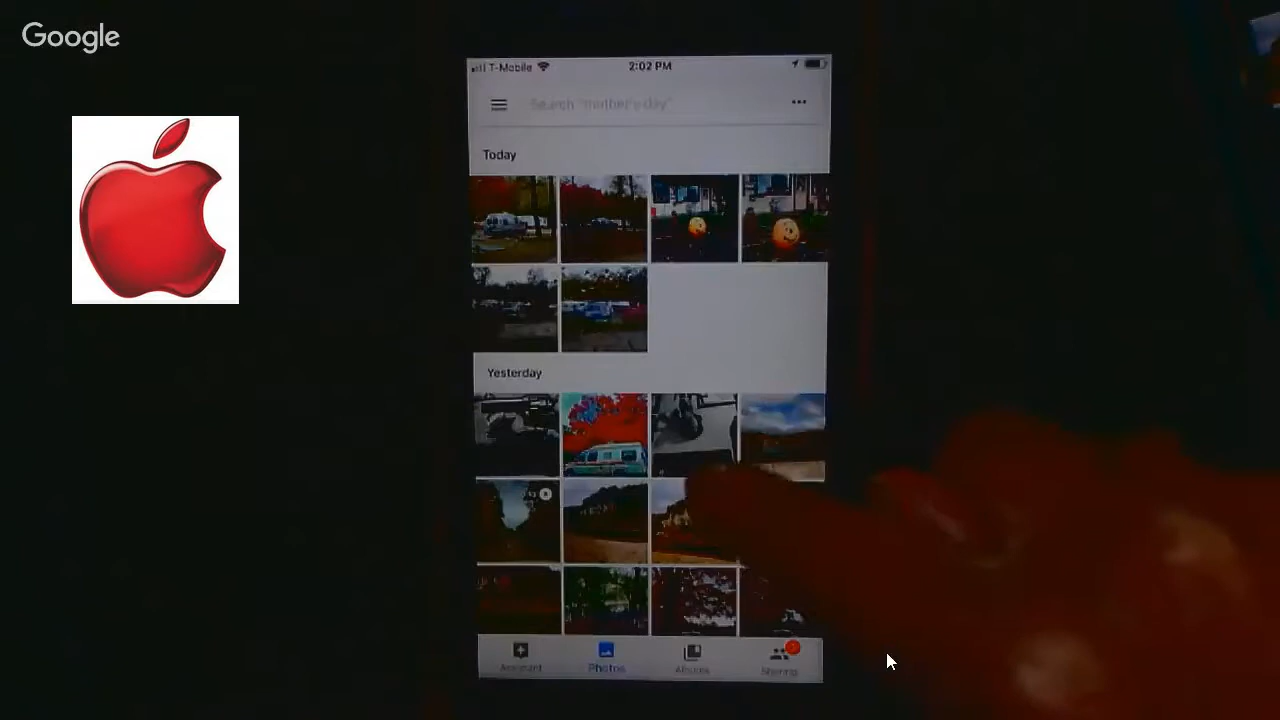 Google
T-Mobile
2:02 PM
Search "mother's day"
Today
Yesterday
Assistant
Photos
Albums
Sharing